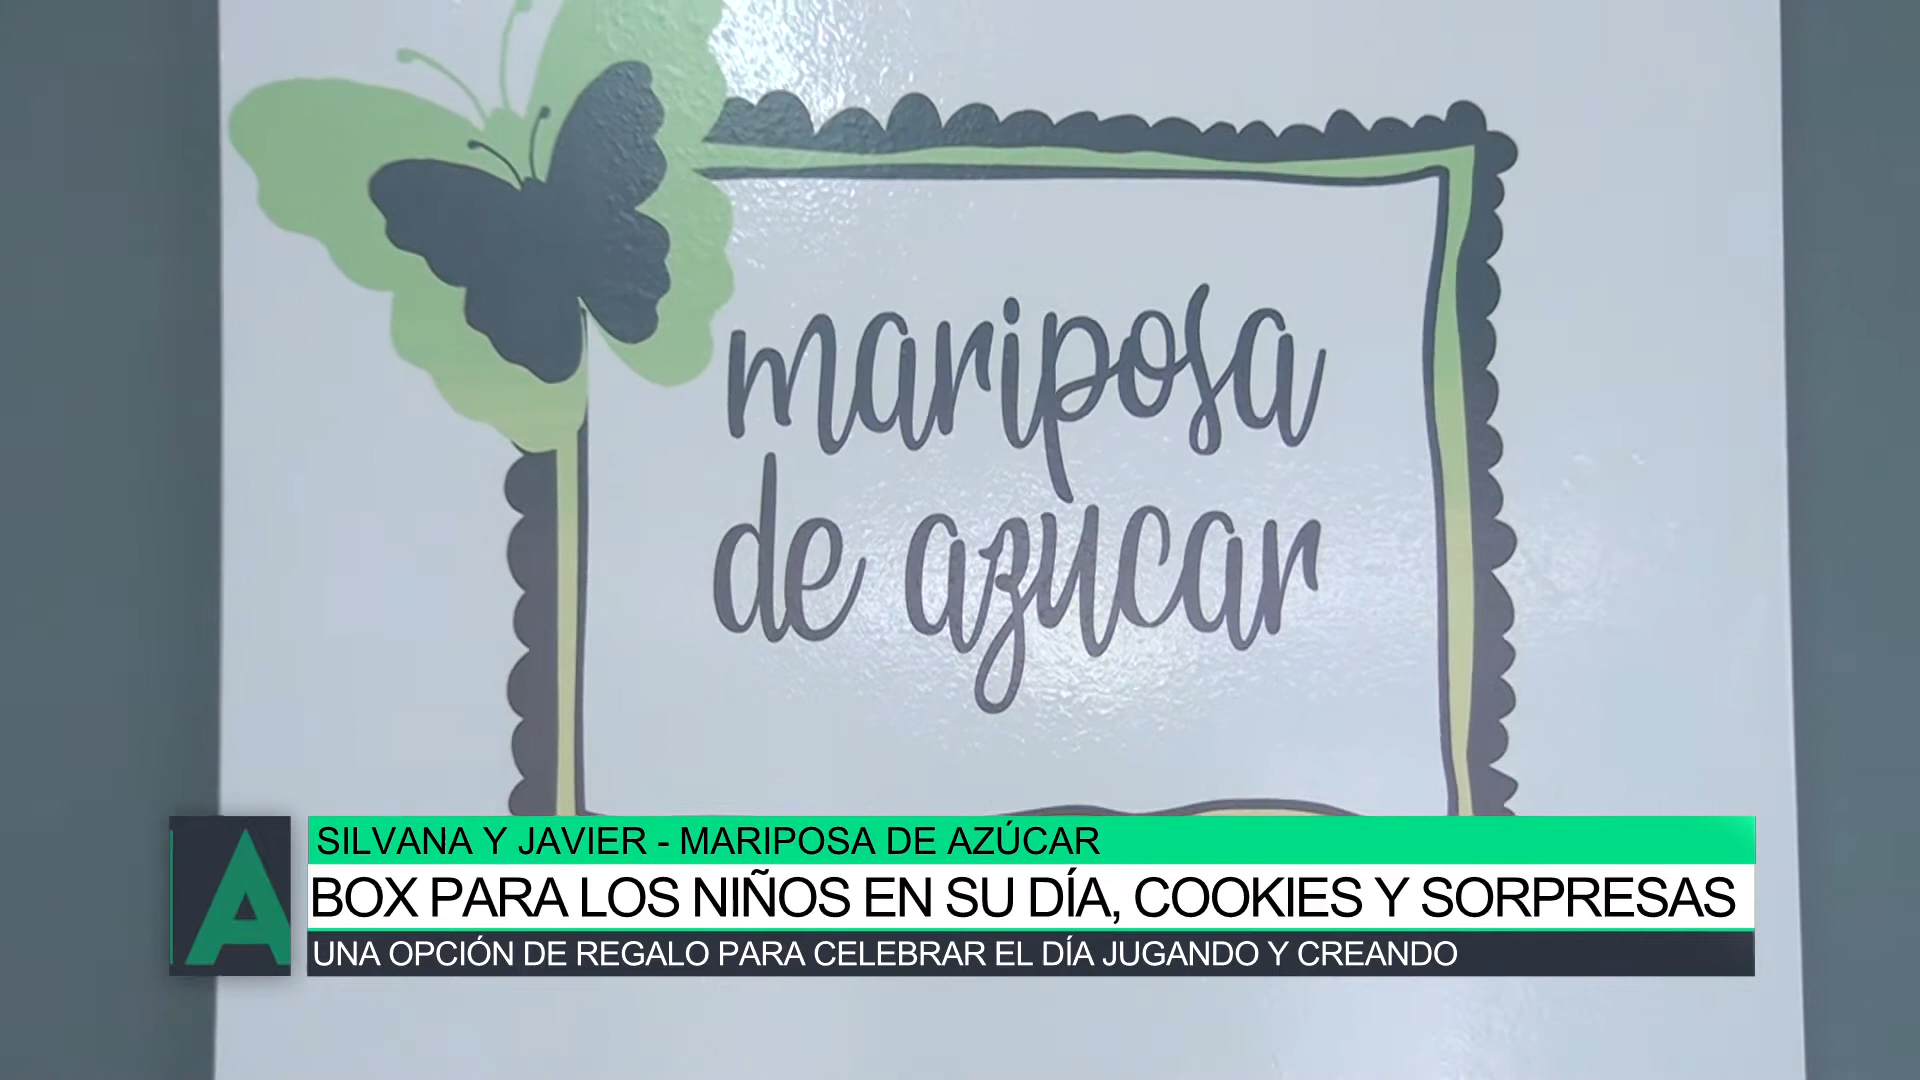 mariposa
de azucar
SILVANA Y JAVIER - MARIPOSA DE AZÚCAR
A
BOX PARA LOS NIÑOS EN SU DÍA, COOKIES Y SORPRESAS
UNA OPCIÓN DE REGALO PARA CELEBRAR EL DÍA JUGANDO Y CREANDO